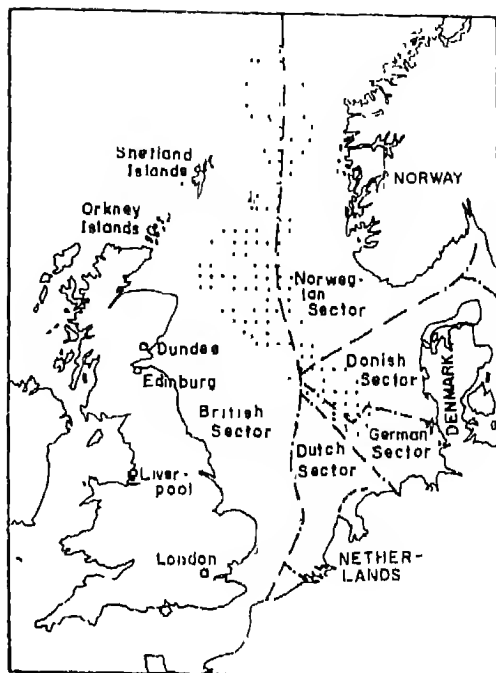 Shetland
Islands
NORWAY
Orkney
Islands
Norweg-
ian
Sector
Dundee
Edinburg
Danish
Sector
DENMARK
British
Sector
German
Sector
Dutch
Sector
Liver-
pool
London
NETHER-
LANDS